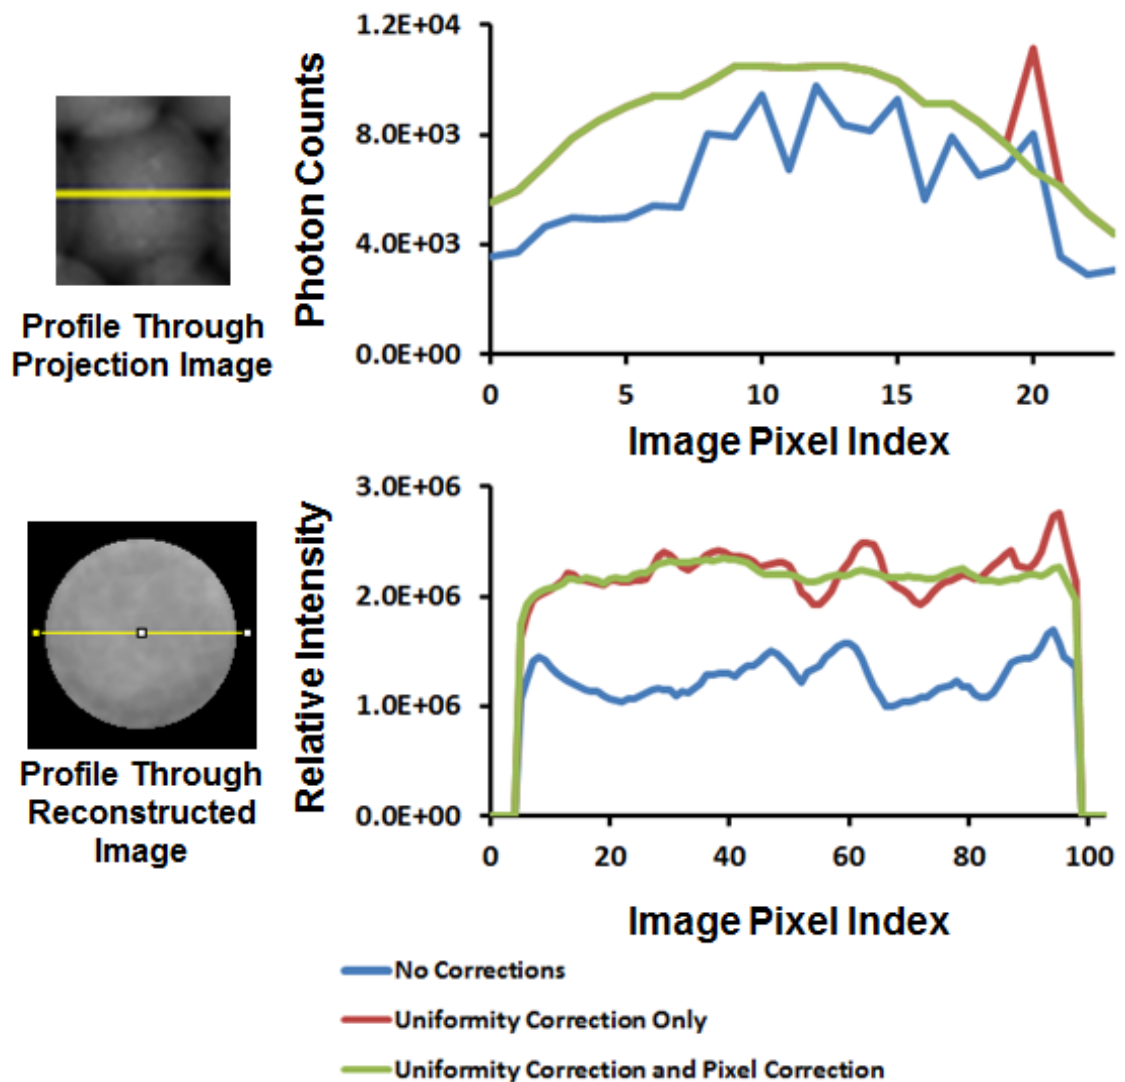 1.2E+04
8.0E+03
4.0E+03
0.0E+00
Photon Counts
0 5 10 15 20
Image Pixel Index
Profile Through
Projection Image
3.0E+06
2.0E+06
1.0E+06
0.0E+00
Relative Intensity
0 20 40 60 80 100
Image Pixel Index
Profile Through
Reconstructed
Image
No Corrections
Uniformity Correction Only
Uniformity Correction and Pixel Correction